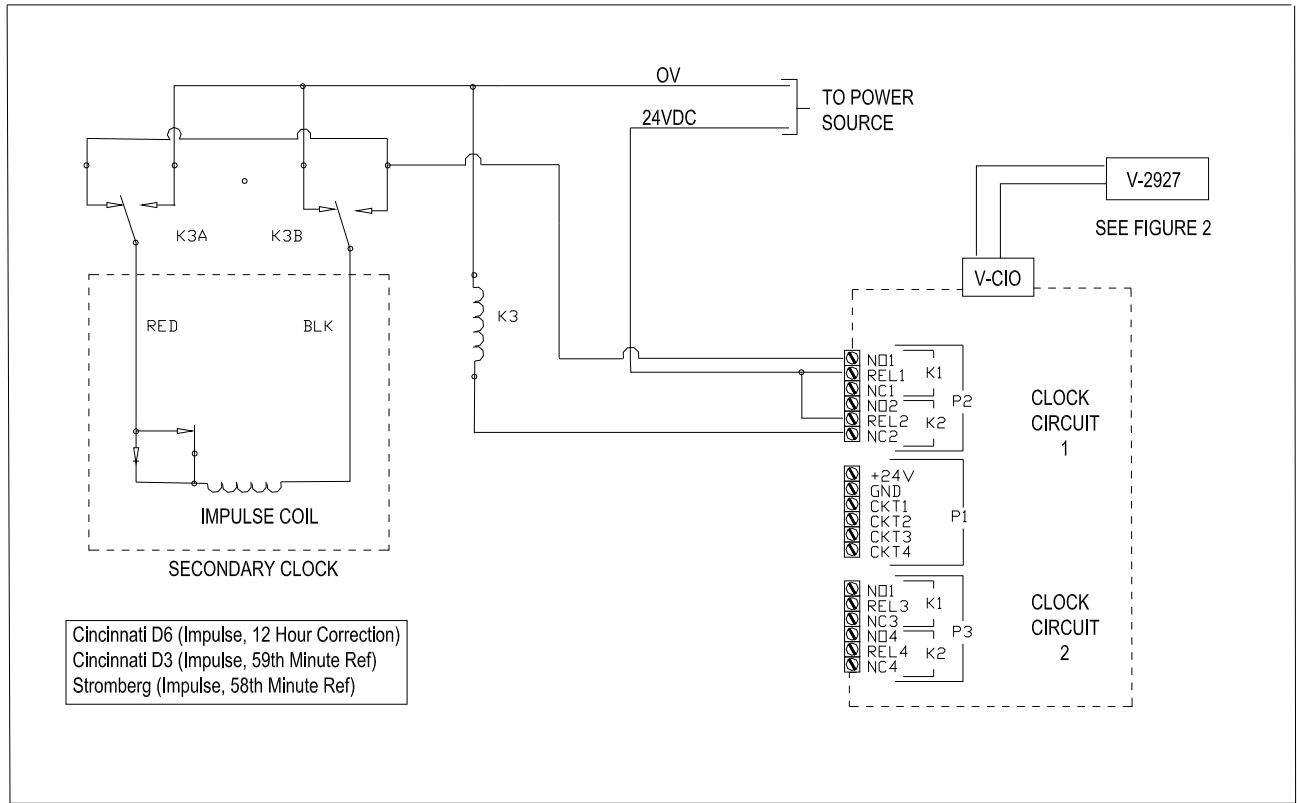 OV
24VDC
TO POWER
SOURCE
V-2927
SEE FIGURE 2
V-CIO
K3A
K3B
K3
RED
BLK
IMPULSE COIL
SECONDARY CLOCK
NO1
REL1
NC1
NO2
REL2
NC2
K1
K2
P2
CLOCK
CIRCUIT
1
+24V
GND
CKT1
CKT2
CKT3
CKT4
P1
NO1
REL3
NC3
NO4
REL4
NC4
K1
K2
P3
CLOCK
CIRCUIT
2
Cincinnati D6 (Impulse, 12 Hour Correction)
Cincinnati D3 (Impulse, 59th Minute Ref)
Stromberg (Impulse, 58th Minute Ref)